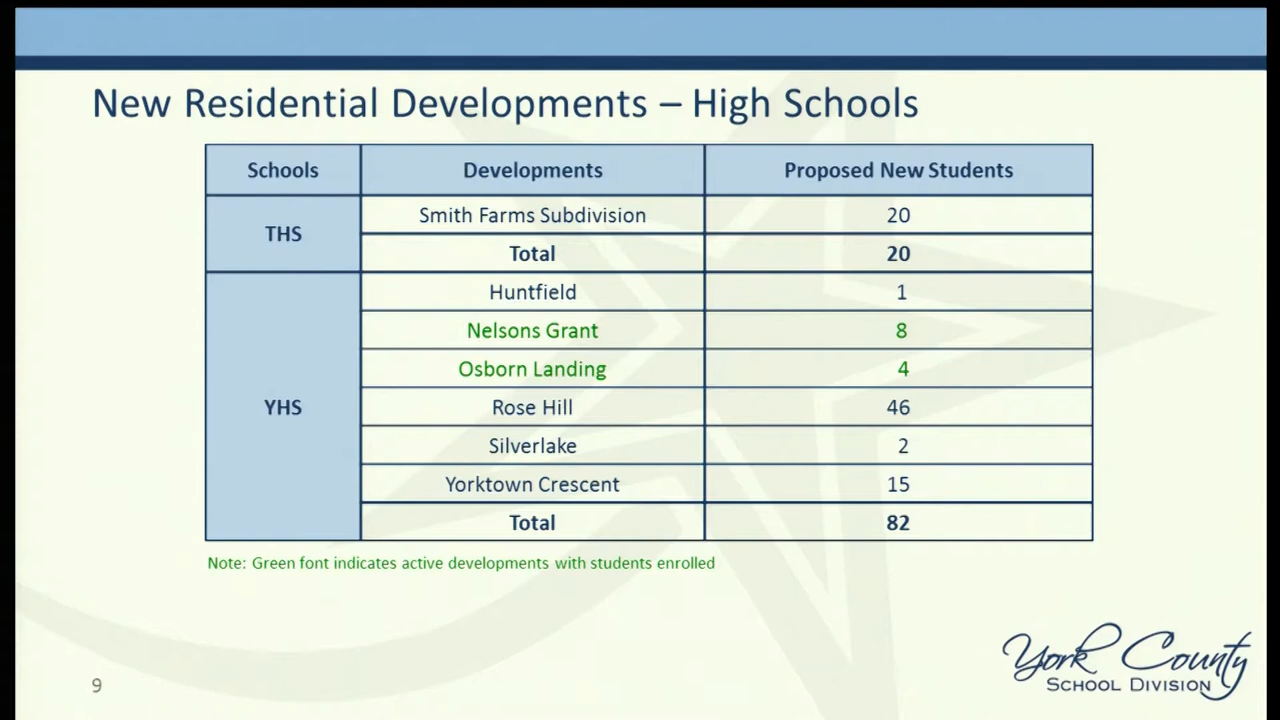 New Residential Developments – High Schools
Schools Developments Proposed New Students
THS
Smith Farms Subdivision 20
Total 20
YHS
Huntfield 1
Nelsons Grant 8
Osborn Landing 4
Rose Hill 46
Silverlake 2
Yorktown Crescent 15
Total 82
Note: Green font indicates active developments with students enrolled
9
York County
School Division